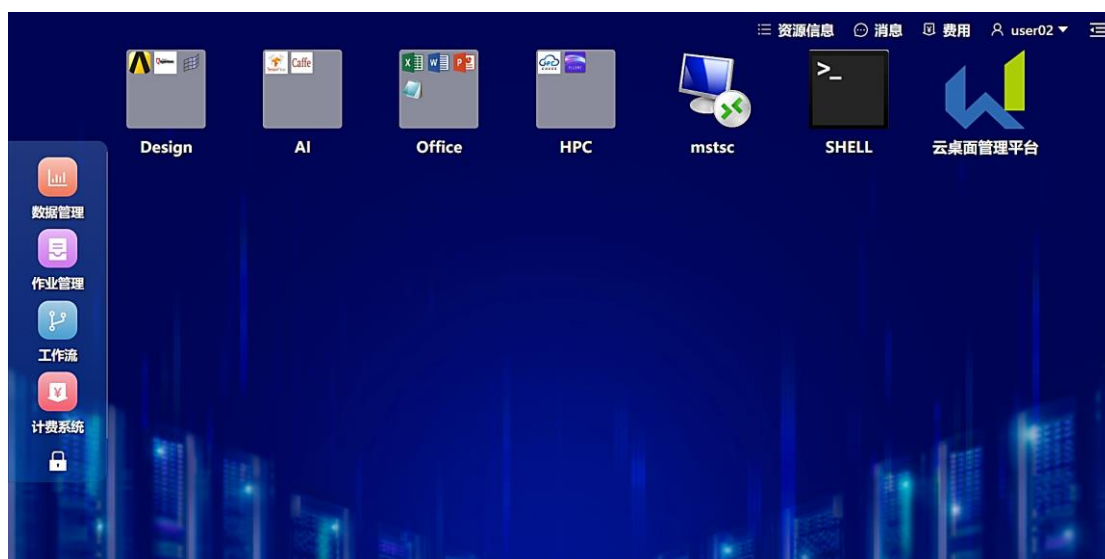 资源信息 消息 费用 user02
Caffe
Design AI Office HPC mstsc SHELL 云桌面管理平台
数据管理
作业管理
工作流
计费系统